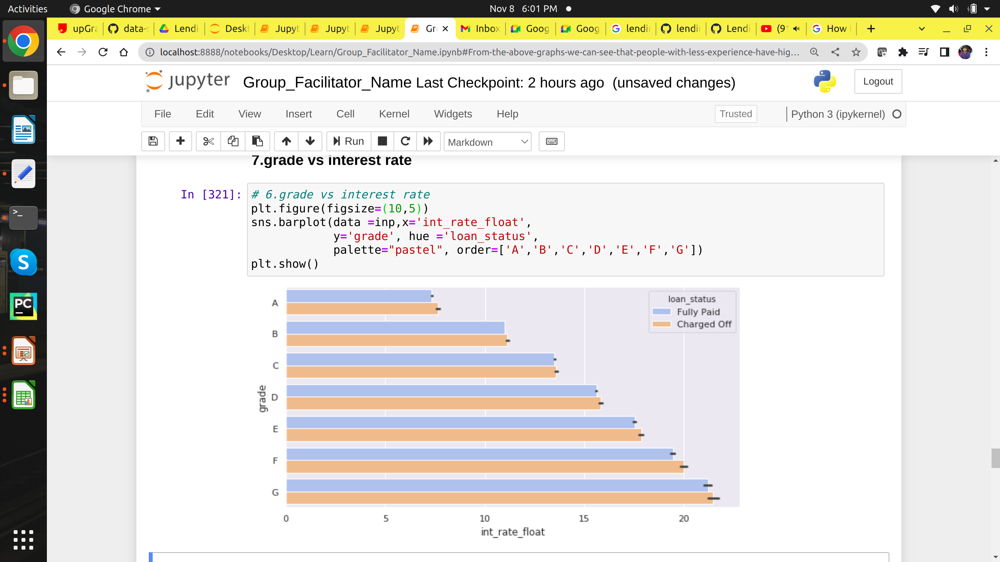 Activities
Google Chrome
Nov 8 6:01 PM
upGra
data-s
Lendi
Deskt
Jupyt
Jupyt
Jupyt
Gr
Inbox
Goog
Goog
lendin
lendin
Lendi
(9
How
localhost:8888/notebooks/Desktop/Learn/Group_Facilitator_Name.ipynb#From-the-above-graphs-we-can-see-that-people-with-less-experience-have-hig...
jupyter
Group_Facilitator_Name Last Checkpoint: 2 hours ago (unsaved changes)
Logout
File Edit View Insert Cell Kernel Widgets Help
Trusted
Python 3 (ipykernel)
Run
Markdown
7.grade vs interest rate
In [321]:
# 6.grade vs interest rate
plt.figure(figsize=(10,5))
sns.barplot(data =inp,x='int_rate_float',
y='grade', hue ='loan_status',
palette="pastel", order=['A','B','C','D','E','F','G'])
plt.show()
loan_status
Fully Paid
Charged Off
grade
A
B
C
D
E
F
G
0 5 10 15 20
int_rate_float
>_
S
PC